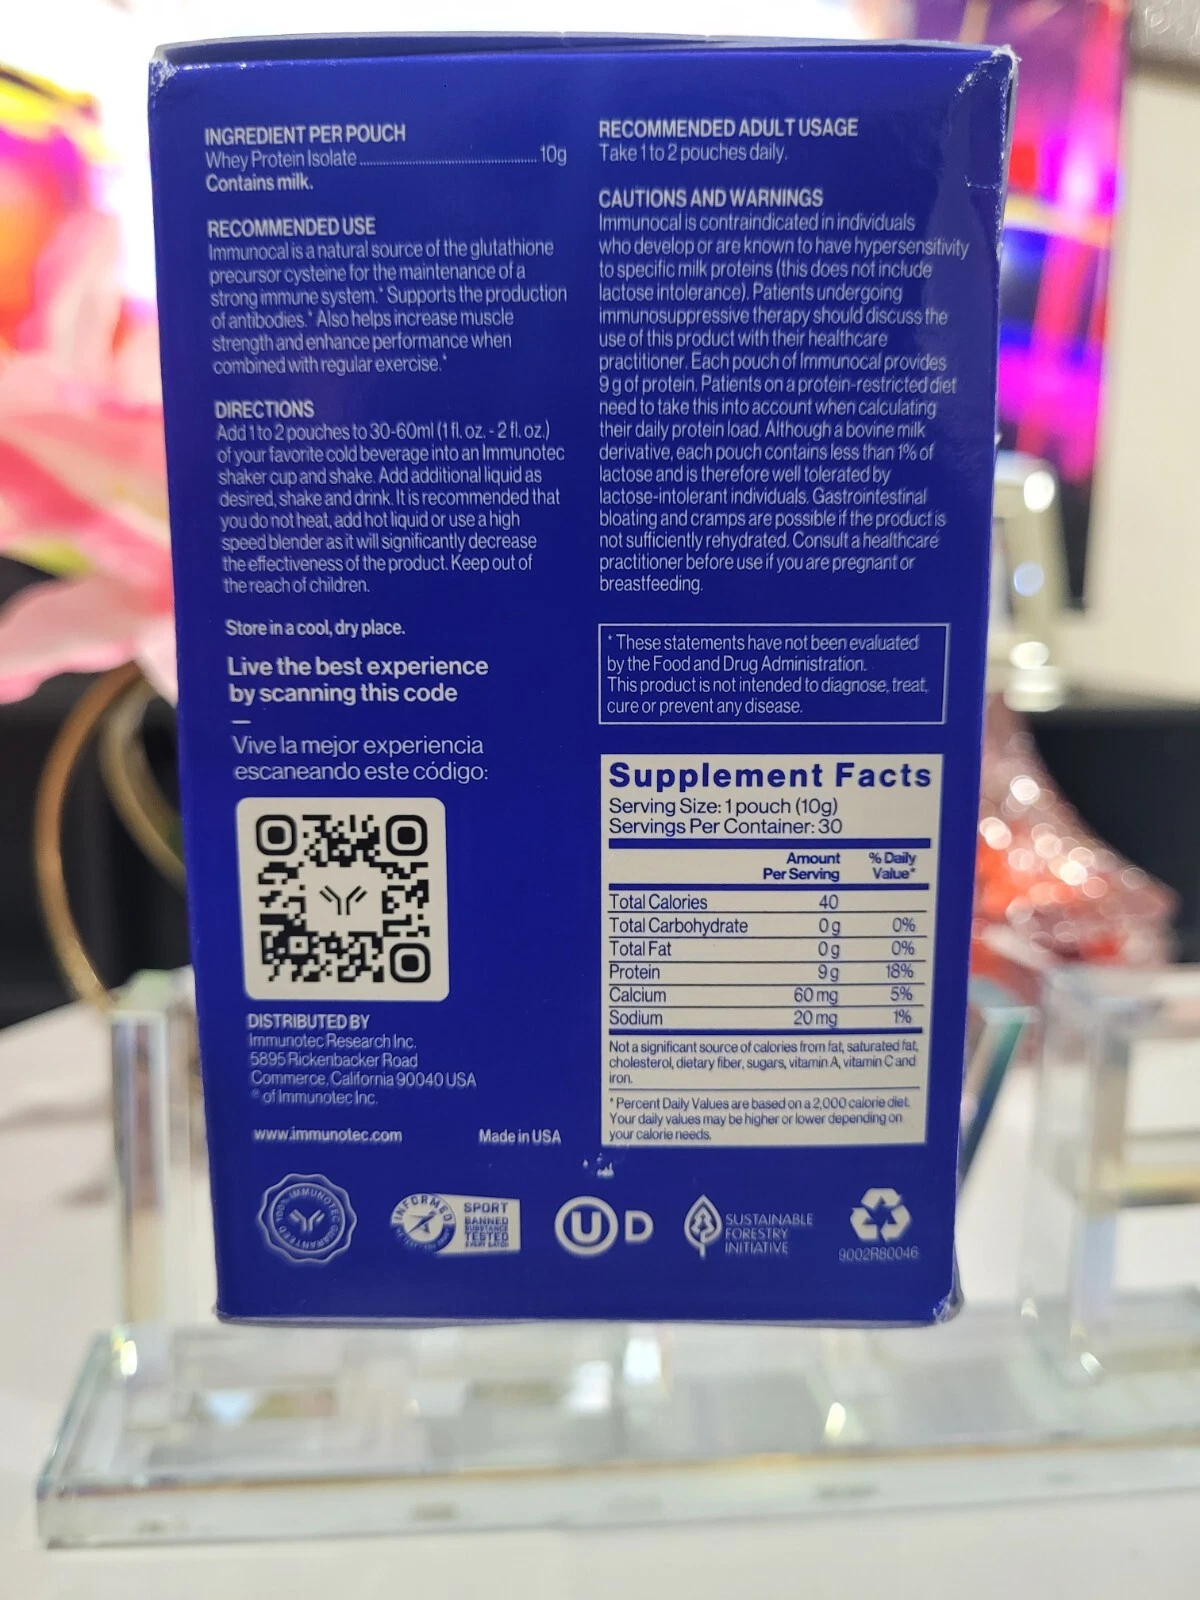 INGREDIENT PER POUCH
Whey Protein Isolate ........................................ 10g
Contains milk.
RECOMMENDED USE
Immunocal is a natural source of the glutathione
precursor cysteine for the maintenance of a
strong immune system.* Supports the production
of antibodies.* Also helps increase muscle
strength and enhance performance when
combined with regular exercise.*
DIRECTIONS
Add 1 to 2 pouches to 30-60ml (1 fl. oz. - 2 fl. oz.)
of your favorite cold beverage into an Immunotec
shaker cup and shake. Add additional liquid as
desired, shake and drink. It is recommended that
you do not heat, add hot liquid or use a high
speed blender as it will significantly decrease
the effectiveness of the product. Keep out of
the reach of children.
Store in a cool, dry place.
Live the best experience
by scanning this code
—
Vive la mejor experiencia
escaneando este código:
DISTRIBUTED BY
Immunotec Research Inc.
5895 Rickenbacker Road
Commerce, California 90040 USA
® of Immunotec Inc.
www.immunotec.com
Made in USA
RECOMMENDED ADULT USAGE
Take 1 to 2 pouches daily.
CAUTIONS AND WARNINGS
Immunocal is contraindicated in individuals
who develop or are known to have hypersensitivity
to specific milk proteins (this does not include
lactose intolerance). Patients undergoing
immunosuppressive therapy should discuss the
use of this product with their healthcare
practitioner. Each pouch of Immunocal provides
9 g of protein. Patients on a protein-restricted diet
need to take this into account when calculating
their daily protein load. Although a bovine milk
derivative, each pouch contains less than 1% of
lactose and is therefore well tolerated by
lactose-intolerant individuals. Gastrointestinal
bloating and cramps are possible if the product is
not sufficiently rehydrated. Consult a healthcare
practitioner before use if you are pregnant or
breastfeeding.
* These statements have not been evaluated
by the Food and Drug Administration.
This product is not intended to diagnose, treat,
cure or prevent any disease.
Supplement Facts
Serving Size: 1 pouch (10g)
Servings Per Container: 30
Amount % Daily
Per Serving Value*
Total Calories 40
Total Carbohydrate 0 g 0%
Total Fat 0 g 0%
Protein 9 g 18%
Calcium 60 mg 5%
Sodium 20 mg 1%
Not a significant source of calories from fat, saturated fat,
cholesterol, dietary fiber, sugars, vitamin A, vitamin C and
iron.
* Percent Daily Values are based on a 2,000 calorie diet.
Your daily values may be higher or lower depending on
your calorie needs.
IMMUNOTEC
GUARANTEED
100%
INFORMED
SPORT
BANNED
SUBSTANCE
TESTED
EVERY BATCH
U D
SUSTAINABLE
FORESTRY
INITIATIVE
9002R80046